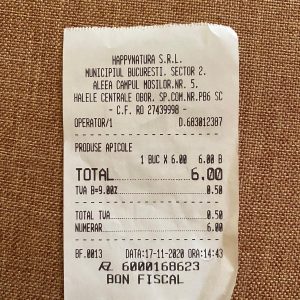 HAPPYNATURA S.R.L.
MUNICIPIUL BUCURESTI, SECTOR 2,
ALEEA CAMPUL MOSILOR.NR. 5,
HALELE CENTRALE OBOR, SP.COM.NR.PB6 SC
- C.F. RO 27439998 -
OPERATOR/1 D.683012387
PRODUSE APICOLE
1 BUC X 6.00 6.00 B
TOTAL 6.00
TVA B=9.00% 0.50
TOTAL TVA 0.50
NUMERAR 6.00
BF.0013 DATA:17-11-2020 ORA:14:43
6000168623
BON FISCAL